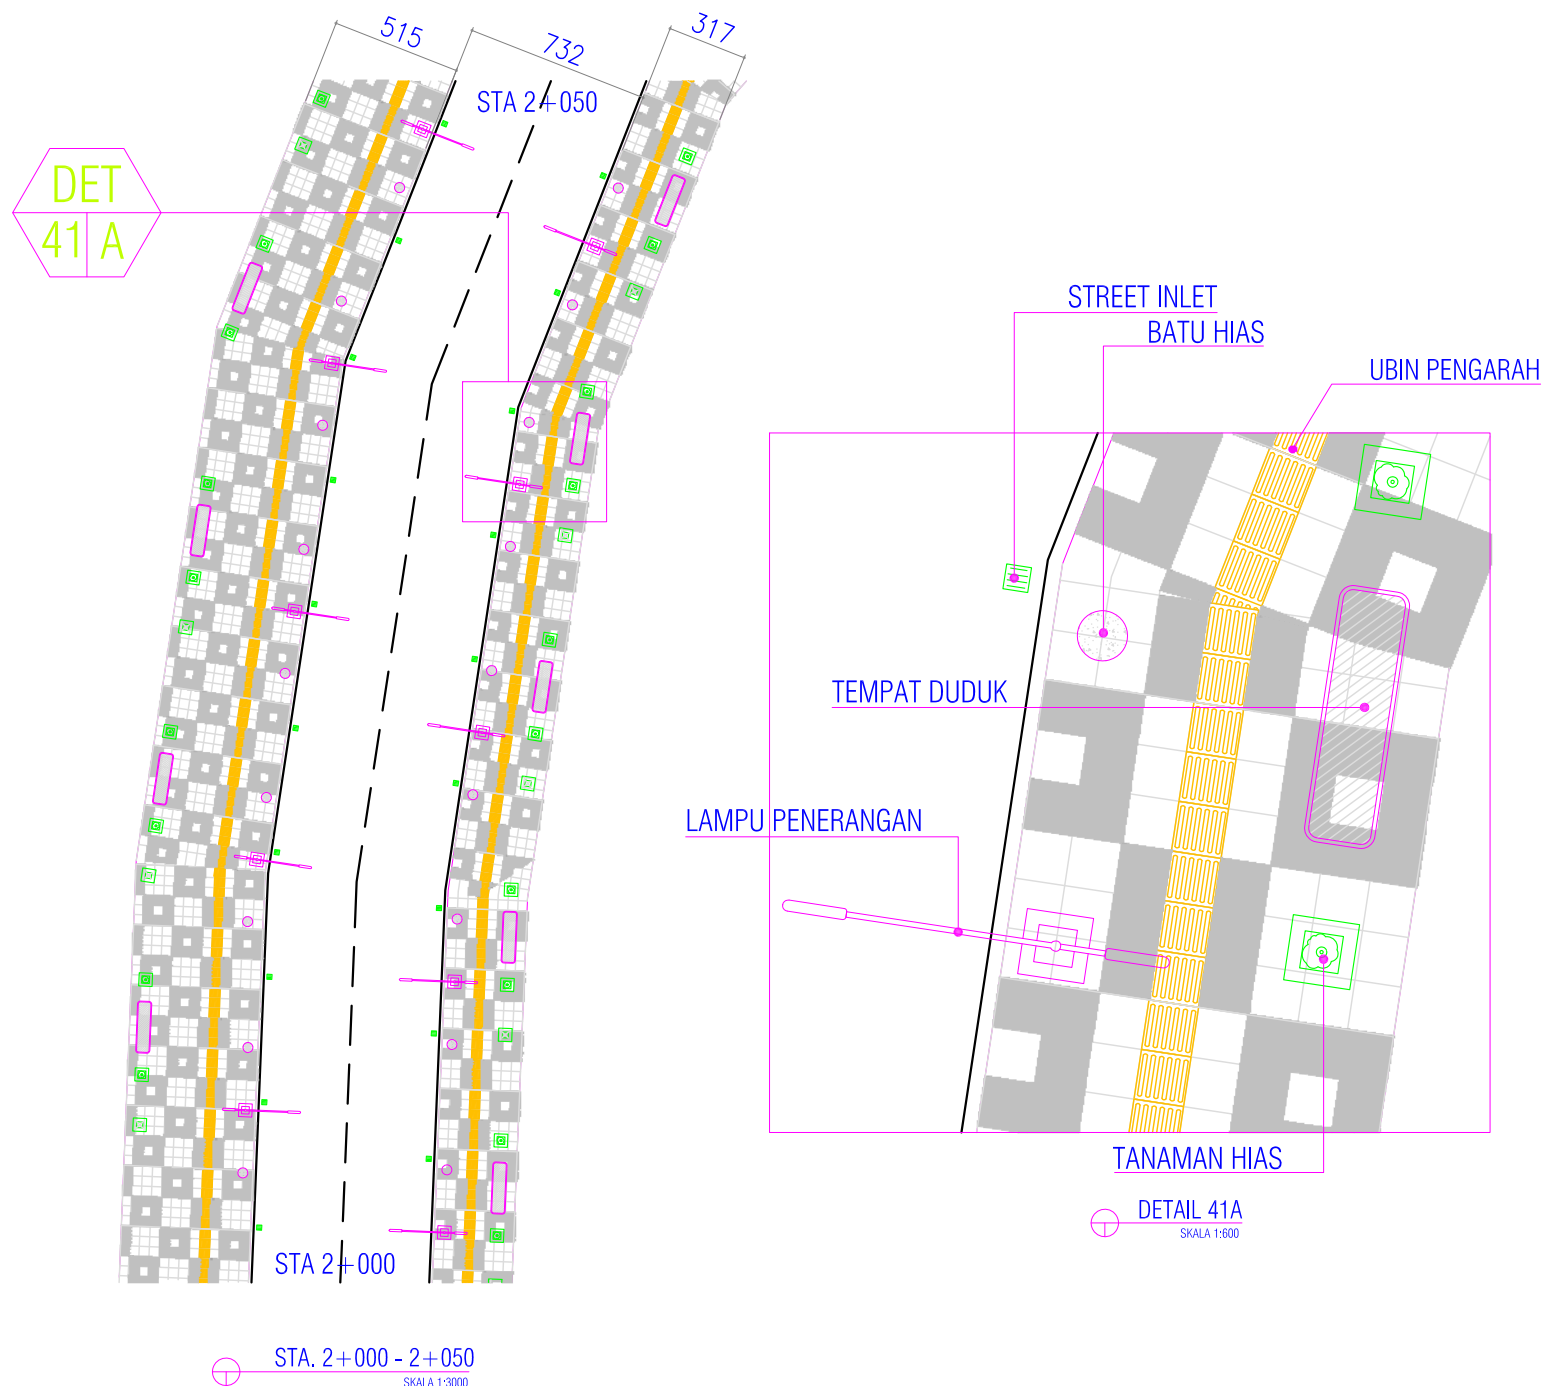 515
732
317
STA 2+050
DET
41 A
STREET INLET
BATU HIAS
UBIN PENGARAH
TEMPAT DUDUK
LAMPU PENERANGAN
TANAMAN HIAS
DETAIL 41A
SKALA 1:600
STA 2+000
STA. 2+000 - 2+050
SKALA 1:3000